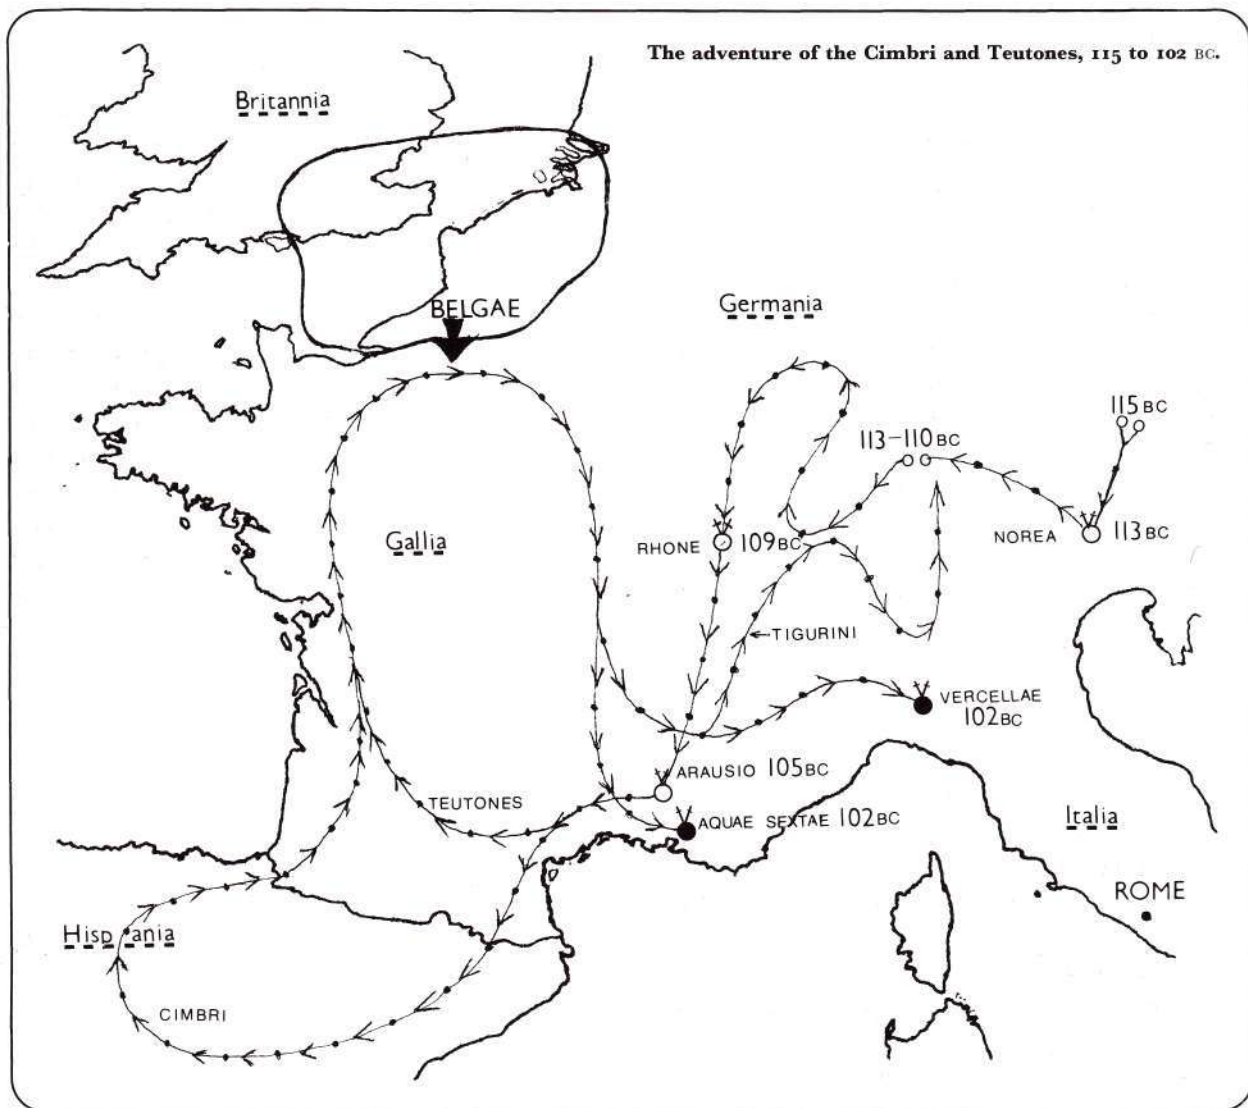 The adventure of the Cimbri and Teutones, 115 to 102 BC.
Britannia
BELGAE
Germania
115 BC
113–110 BC
Gallia
RHONE 109 BC
NOREA 113 BC
TIGURINI
VERCELLAE
102 BC
ARAUSIO 105 BC
TEUTONES
AQUAE SEXTAE 102 BC
Italia
ROME
Hispania
CIMBRI